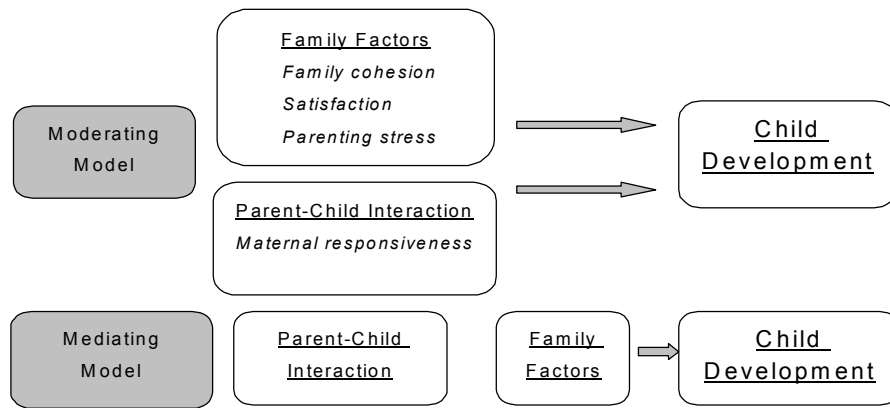 Moderating
Model
Family Factors
Family cohesion
Satisfaction
Parenting stress
Parent-Child Interaction
Maternal responsiveness
Child
Development
Mediating
Model
Parent-Child
Interaction
Family
Factors
Child
Development